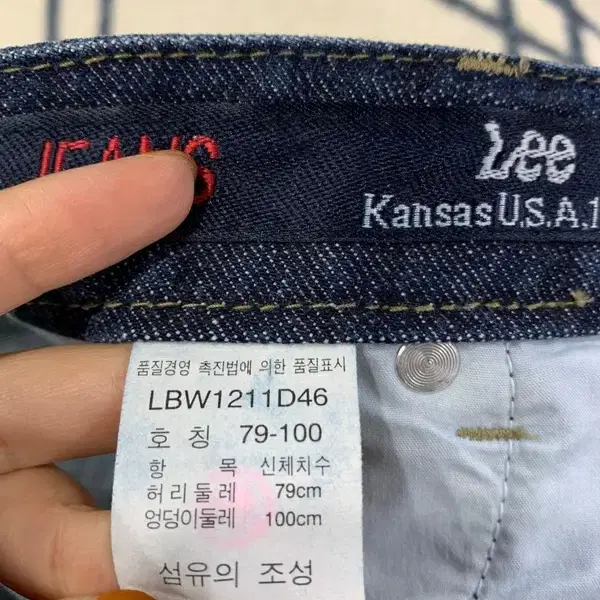 JEANS
Lee
Kansas U.S.A.1
품질경영 촉진법에 의한 품질표시
LBW1211D46
호 칭 79-100
항 목 신체치수
허리둘레 79cm
엉덩이둘레 100cm
섬유의 조성